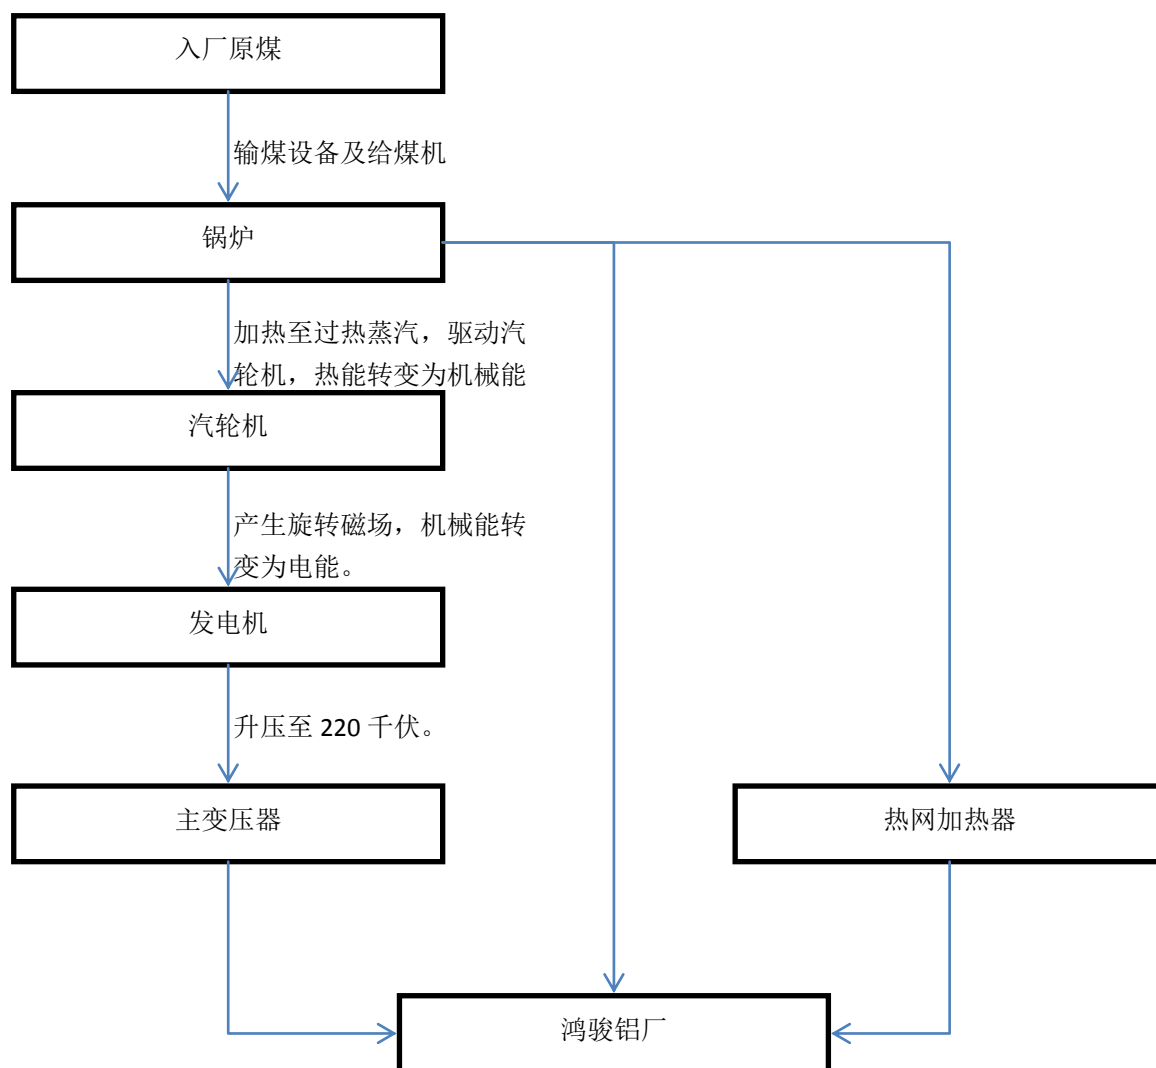 入厂原煤
输煤设备及给煤机
锅炉
加热至过热蒸汽，驱动汽
轮机，热能转变为机械能
汽轮机
产生旋转磁场，机械能转
变为电能。
发电机
升压至 220 千伏。
主变压器
热网加热器
鸿骏铝厂